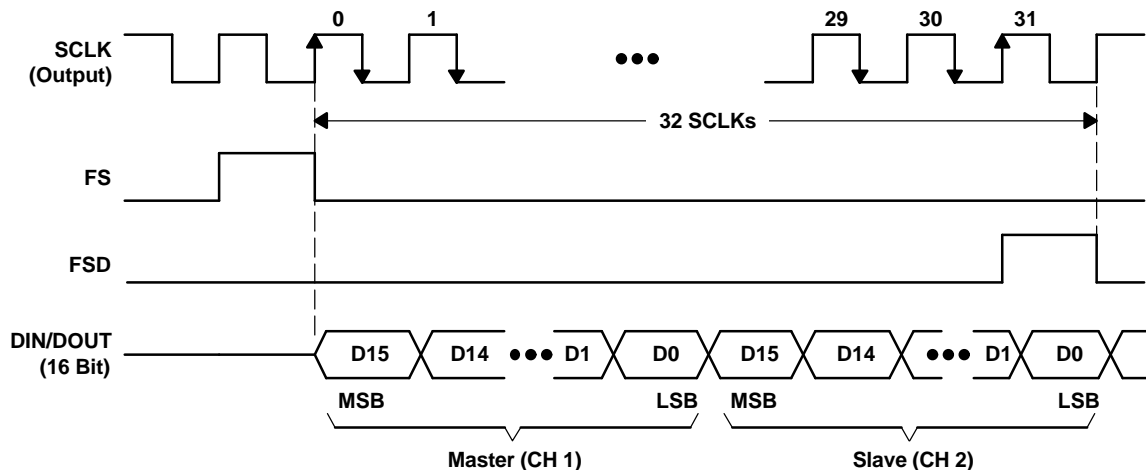 0 1 29 30 31
SCLK
(Output)
32 SCLKs
FS
FSD
DIN/DOUT
(16 Bit)
D15 D14 D1 D0 D15 D14 D1 D0
MSB LSB MSB LSB
Master (CH 1) Slave (CH 2)